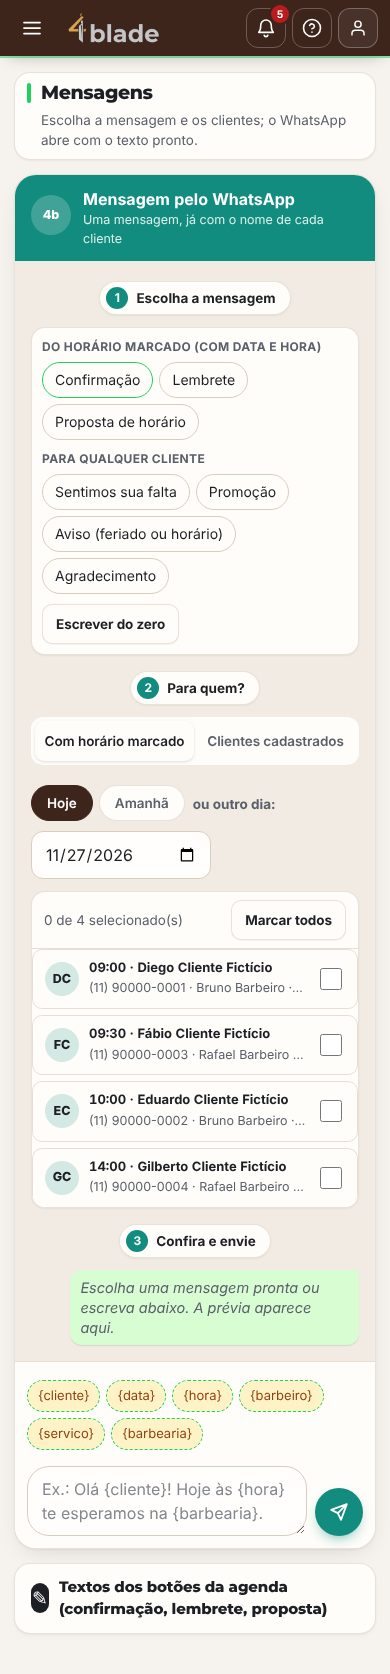 4blade
5
Mensagens
Escolha a mensagem e os clientes; o WhatsApp
abre com o texto pronto.
4b
Mensagem pelo WhatsApp
Uma mensagem, já com o nome de cada
cliente
1 Escolha a mensagem
DO HORÁRIO MARCADO (COM DATA E HORA)
Confirmação Lembrete
Proposta de horário
PARA QUALQUER CLIENTE
Sentimos sua falta Promoção
Aviso (feriado ou horário)
Agradecimento
Escrever do zero
2 Para quem?
Com horário marcado Clientes cadastrados
Hoje Amanhã ou outro dia:
11/27/2026
0 de 4 selecionado(s) Marcar todos
DC 09:00 · Diego Cliente Fictício
(11) 90000-0001 · Bruno Barbeiro ·...
FC 09:30 · Fábio Cliente Fictício
(11) 90000-0003 · Rafael Barbeiro ...
EC 10:00 · Eduardo Cliente Fictício
(11) 90000-0002 · Bruno Barbeiro ·...
GC 14:00 · Gilberto Cliente Fictício
(11) 90000-0004 · Rafael Barbeiro ...
3 Confira e envie
Escolha uma mensagem pronta ou
escreva abaixo. A prévia aparece
aqui.
{cliente} {data} {hora} {barbeiro}
{servico} {barbearia}
Ex.: Olá {cliente}! Hoje às {hora}
te esperamos na {barbearia}.
Textos dos botões da agenda
(confirmação, lembrete, proposta)